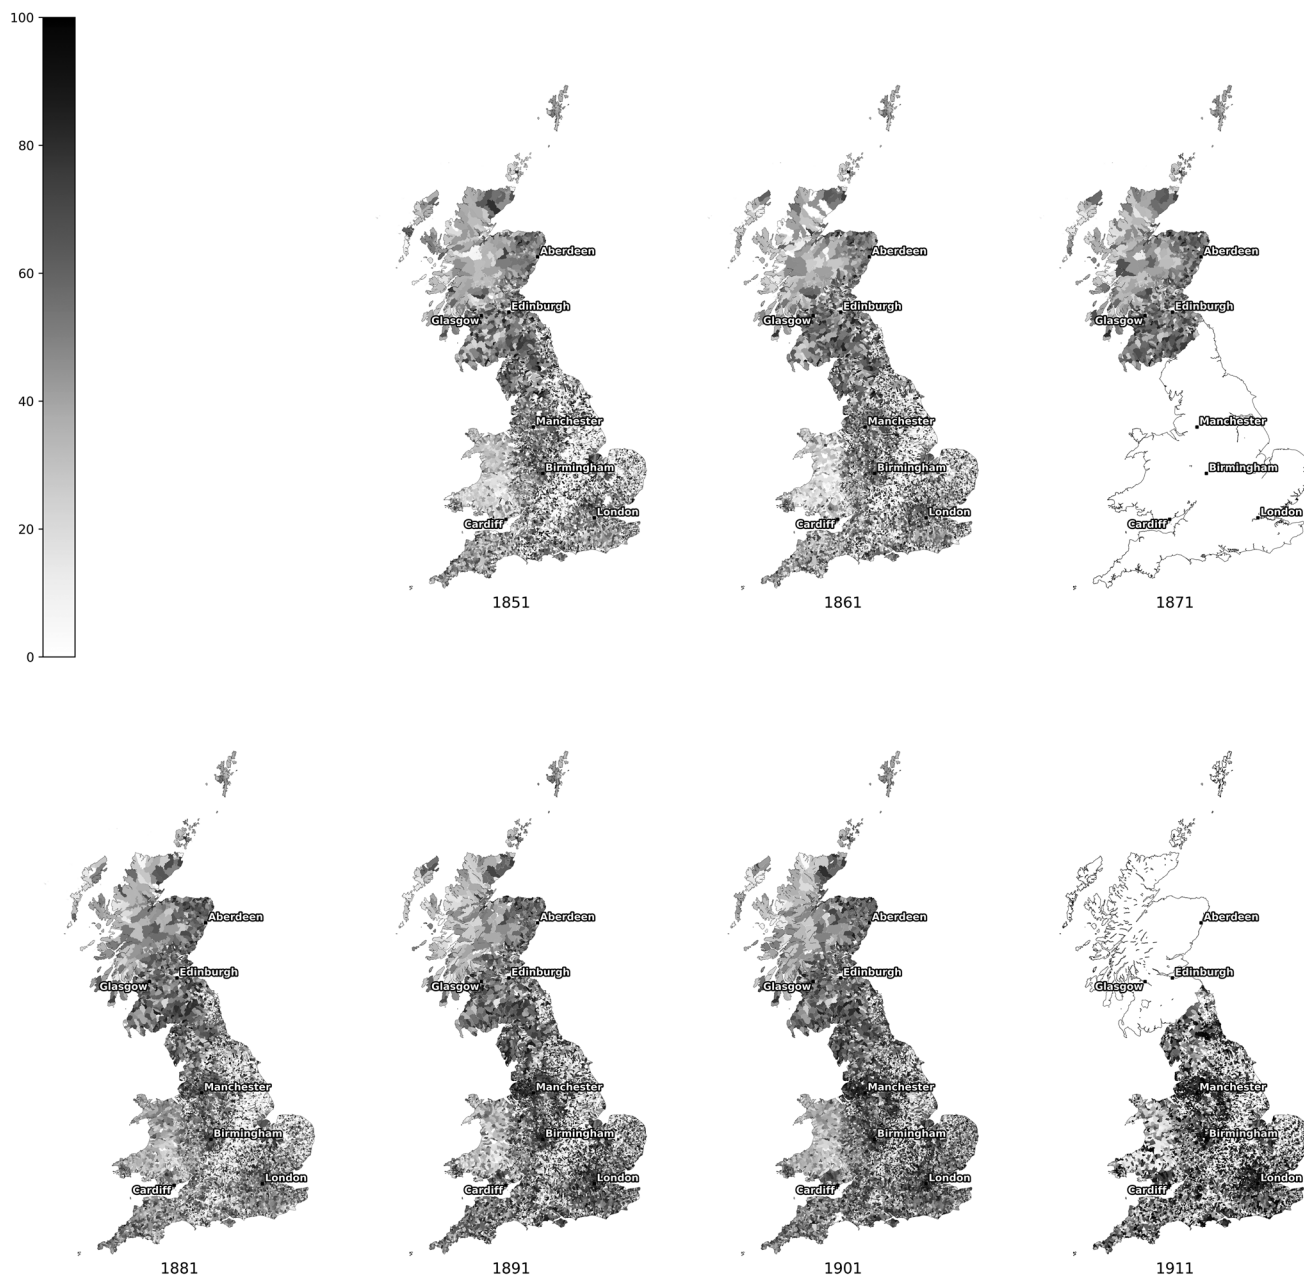 100
80
60
40
20
0
Aberdeen
Edinburgh
Glasgow
Manchester
Birmingham
London
Cardiff
1851
Aberdeen
Edinburgh
Glasgow
Manchester
Birmingham
London
Cardiff
1861
Aberdeen
Edinburgh
Glasgow
Manchester
Birmingham
London
Cardiff
1871
Aberdeen
Edinburgh
Glasgow
Manchester
Birmingham
London
Cardiff
1881
Aberdeen
Edinburgh
Glasgow
Manchester
Birmingham
London
Cardiff
1891
Aberdeen
Edinburgh
Glasgow
Manchester
Birmingham
London
Cardiff
1901
Aberdeen
Edinburgh
Glasgow
Manchester
Birmingham
London
Cardiff
1911